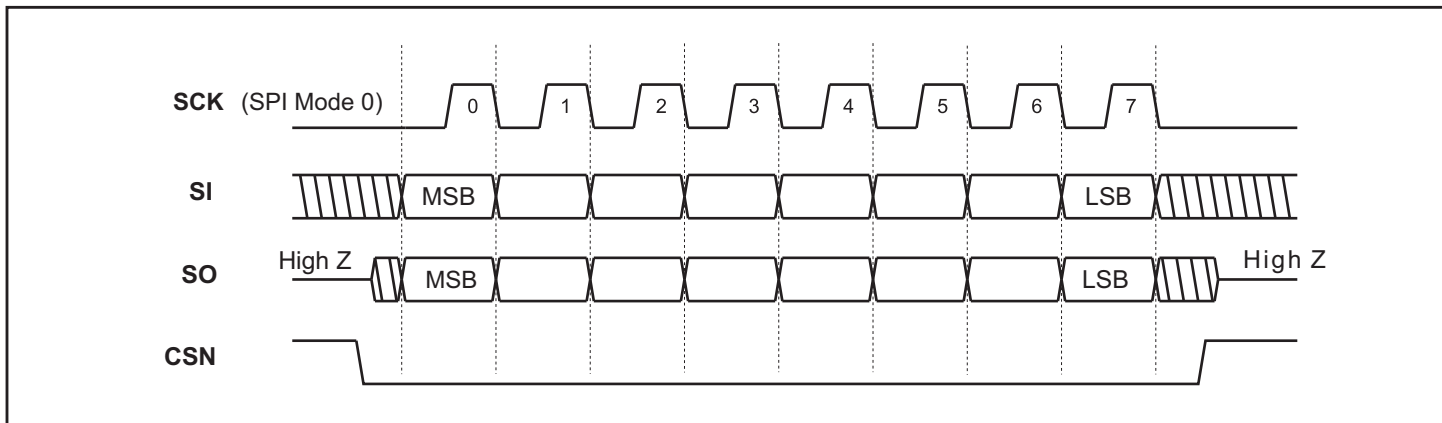 SCK (SPI Mode 0) 0 1 2 3 4 5 6 7
SI MSB LSB
SO High Z MSB LSB High Z
CSN